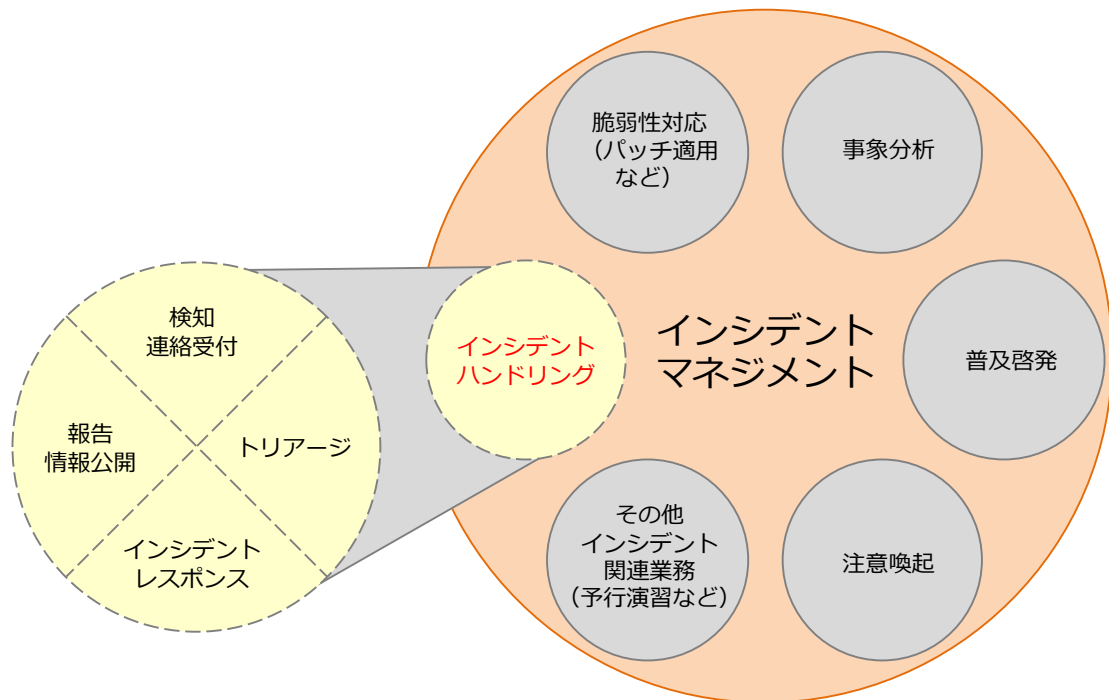 脆弱性対応
（パッチ適用
など）
事象分析
検知
連絡受付
インシデント
ハンドリング
インシデント
マネジメント
普及啓発
報告
情報公開
トリアージ
インシデント
レスポンス
その他
インシデント
関連業務
（予行演習など）
注意喚起